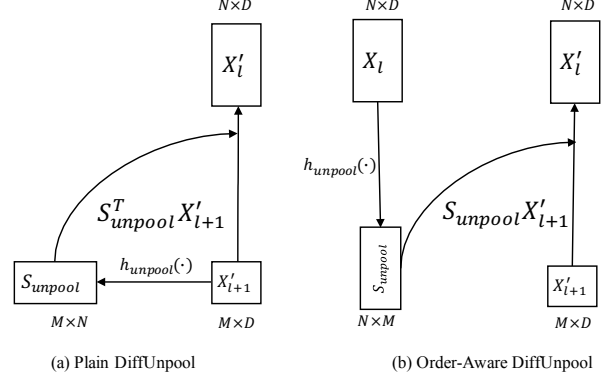 N×D
X′_l
S^T_unpool X′_{l+1}
h_unpool(·)
S_unpool
X′_{l+1}
M×N
M×D
(a) Plain DiffUnpool
N×D
N×D
X_l
X′_l
h_unpool(·)
S_unpool X′_{l+1}
S_unpool
X′_{l+1}
N×M
M×D
(b) Order-Aware DiffUnpool